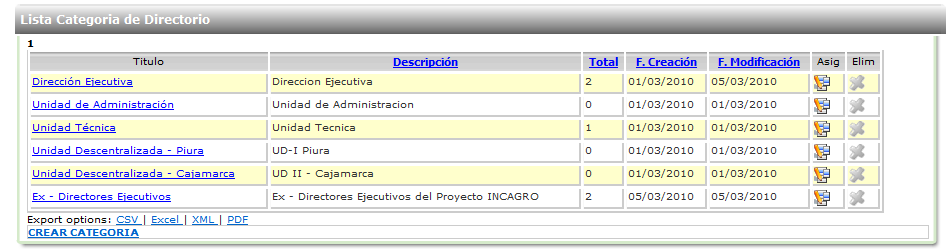 Lista Categoria de Directorio
1
Titulo Descripción Total F. Creación F. Modificación Asig Elim
Dirección Ejecutiva Direccion Ejecutiva 2 01/03/2010 05/03/2010
Unidad de Administración Unidad de Administracion 0 01/03/2010 01/03/2010
Unidad Técnica Unidad Tecnica 1 01/03/2010 01/03/2010
Unidad Descentralizada - Piura UD-I Piura 0 01/03/2010 01/03/2010
Unidad Descentralizada - Cajamarca UD II - Cajamarca 0 01/03/2010 01/03/2010
Ex - Directores Ejecutivos Ex - Directores Ejecutivos del Proyecto INCAGRO 2 05/03/2010 05/03/2010
Export options: CSV | Excel | XML | PDF
CREAR CATEGORIA